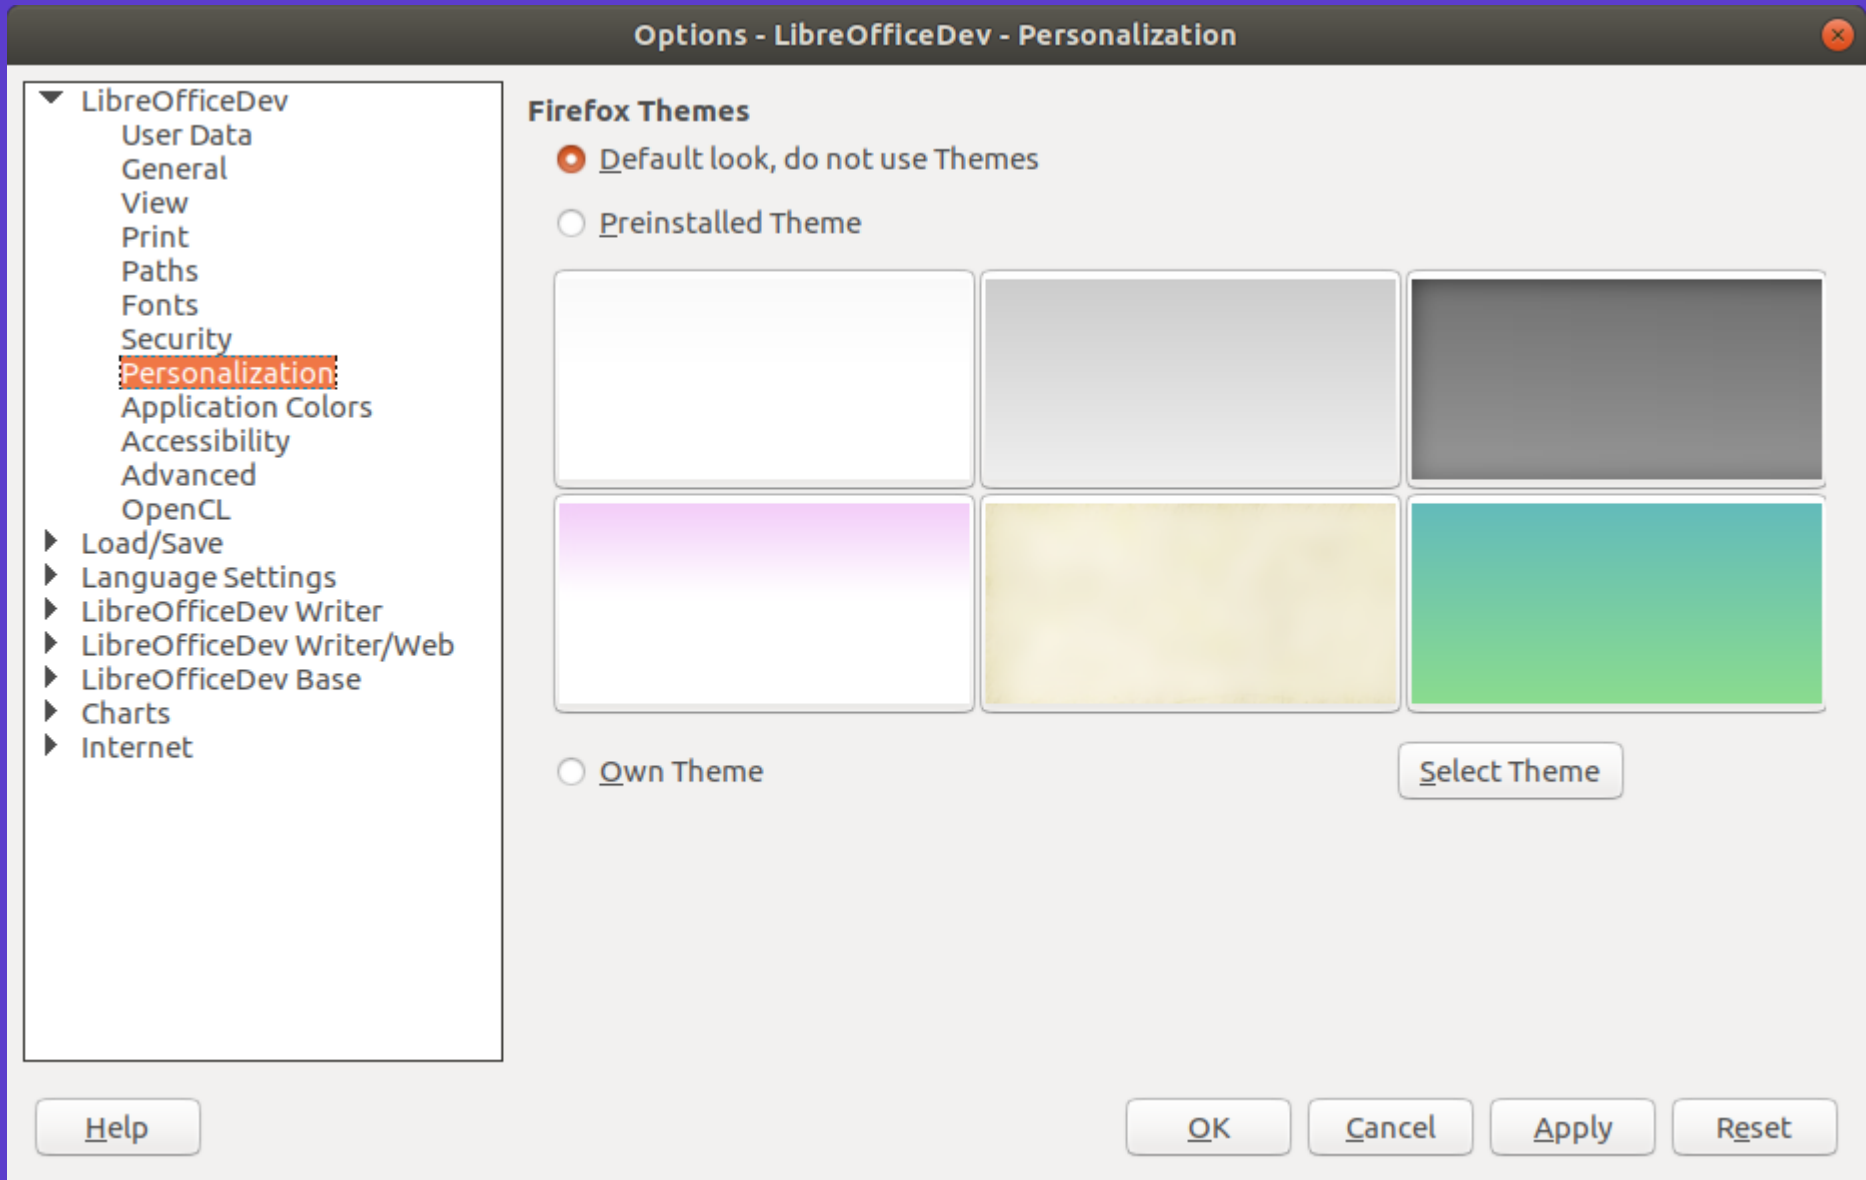 Options - LibreOfficeDev - Personalization
LibreOfficeDev
User Data
General
View
Print
Paths
Fonts
Security
Personalization
Application Colors
Accessibility
Advanced
OpenCL
Load/Save
Language Settings
LibreOfficeDev Writer
LibreOfficeDev Writer/Web
LibreOfficeDev Base
Charts
Internet
Firefox Themes
Default look, do not use Themes
Preinstalled Theme
Own Theme
Select Theme
Help
OK
Cancel
Apply
Reset